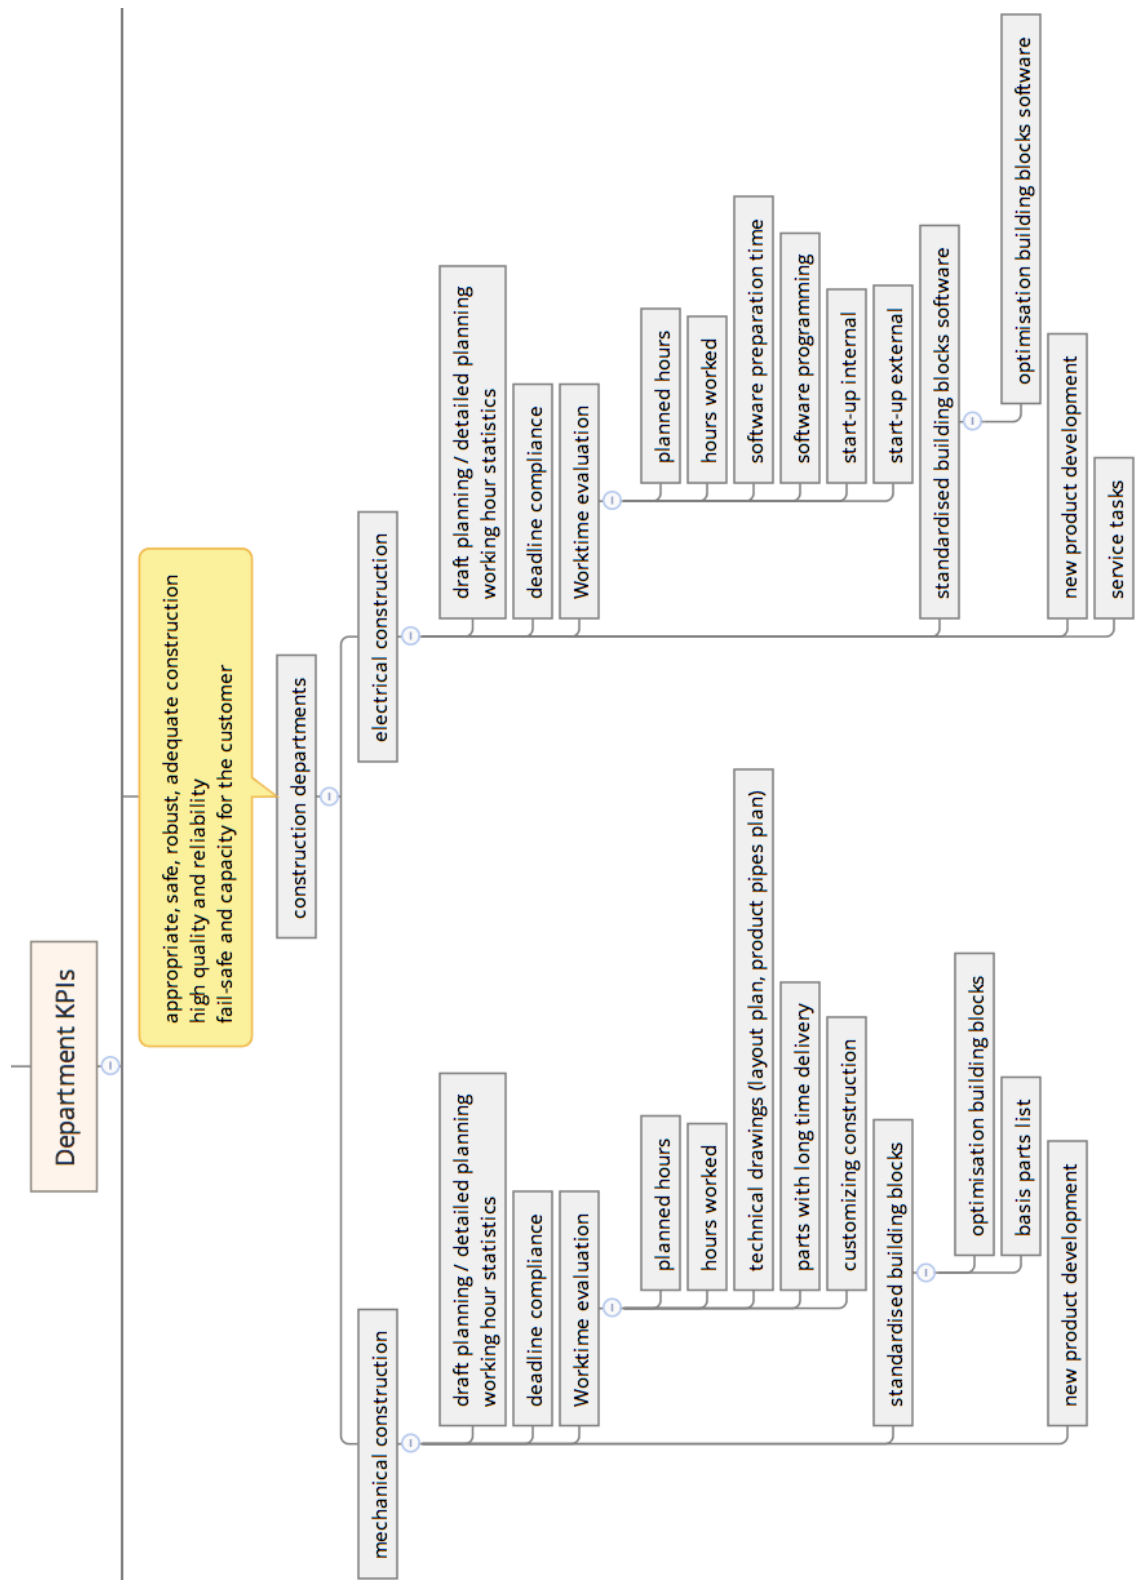 Department KPIs
appropriate, safe, robust, adequate construction
high quality and reliability
fail-safe and capacity for the customer
construction departments
mechanical construction
draft planning / detailed planning
working hour statistics
deadline compliance
Worktime evaluation
planned hours
hours worked
technical drawings (layout plan, product pipes plan)
parts with long time delivery
customizing construction
standardised building blocks
optimisation building blocks
basis parts list
new product development
electrical construction
draft planning / detailed planning
working hour statistics
deadline compliance
Worktime evaluation
planned hours
hours worked
software preparation time
software programming
start-up internal
start-up external
standardised building blocks software
optimisation building blocks software
new product development
service tasks